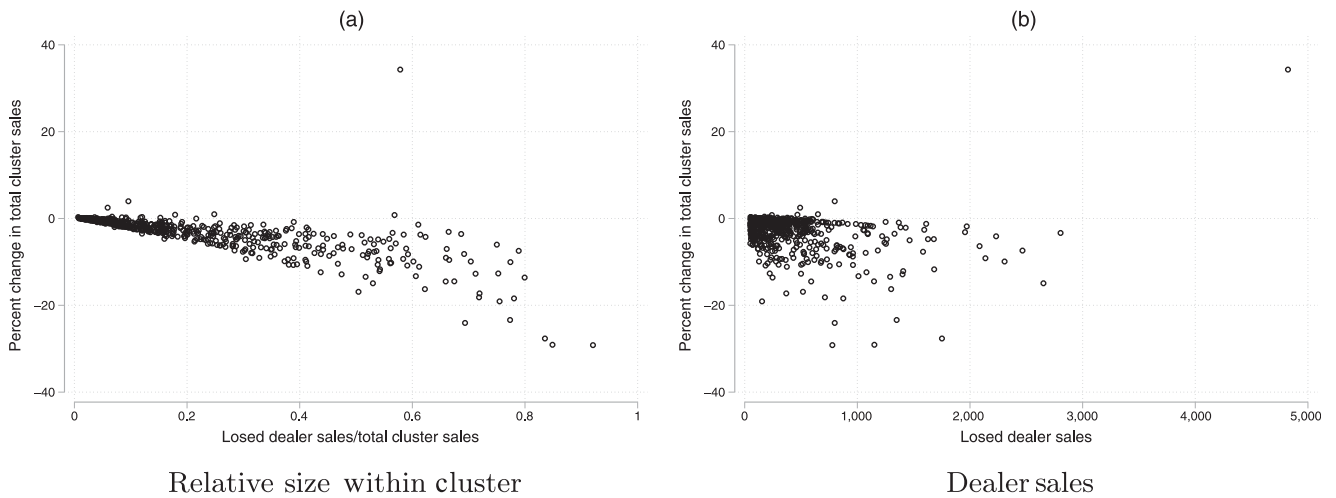 (a)
40
20
0
−20
−40
Percent change in total cluster sales
0
0.2
0.4
0.6
0.8
1
Losed dealer sales/total cluster sales
Relative size within cluster
(b)
40
20
0
−20
−40
Percent change in total cluster sales
0
1,000
2,000
3,000
4,000
5,000
Losed dealer sales
Dealer sales